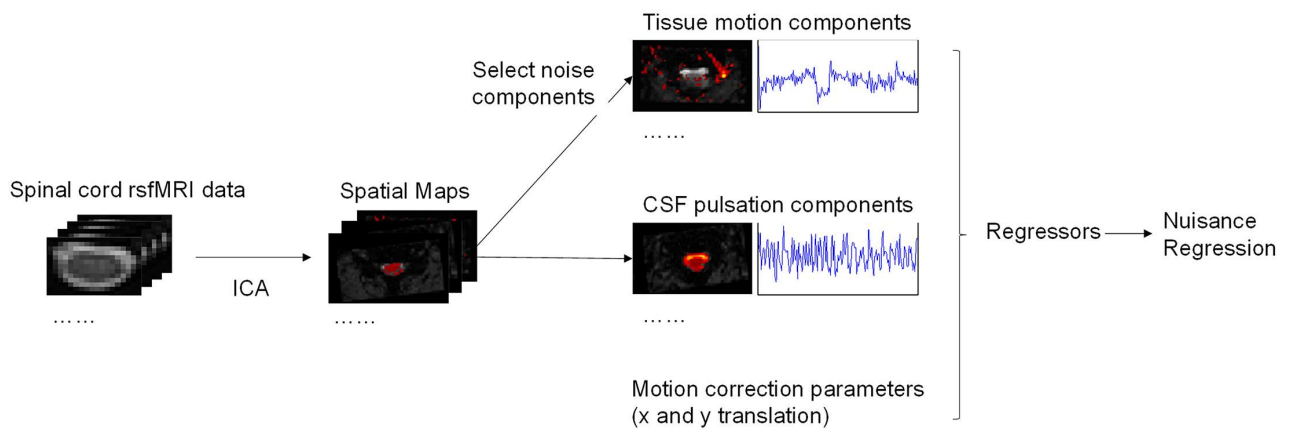 Spinal cord rsfMRI data
……
ICA
Spatial Maps
……
Select noise
components
Tissue motion components
……
CSF pulsation components
……
Motion correction parameters
(x and y translation)
Regressors
Nuisance
Regression